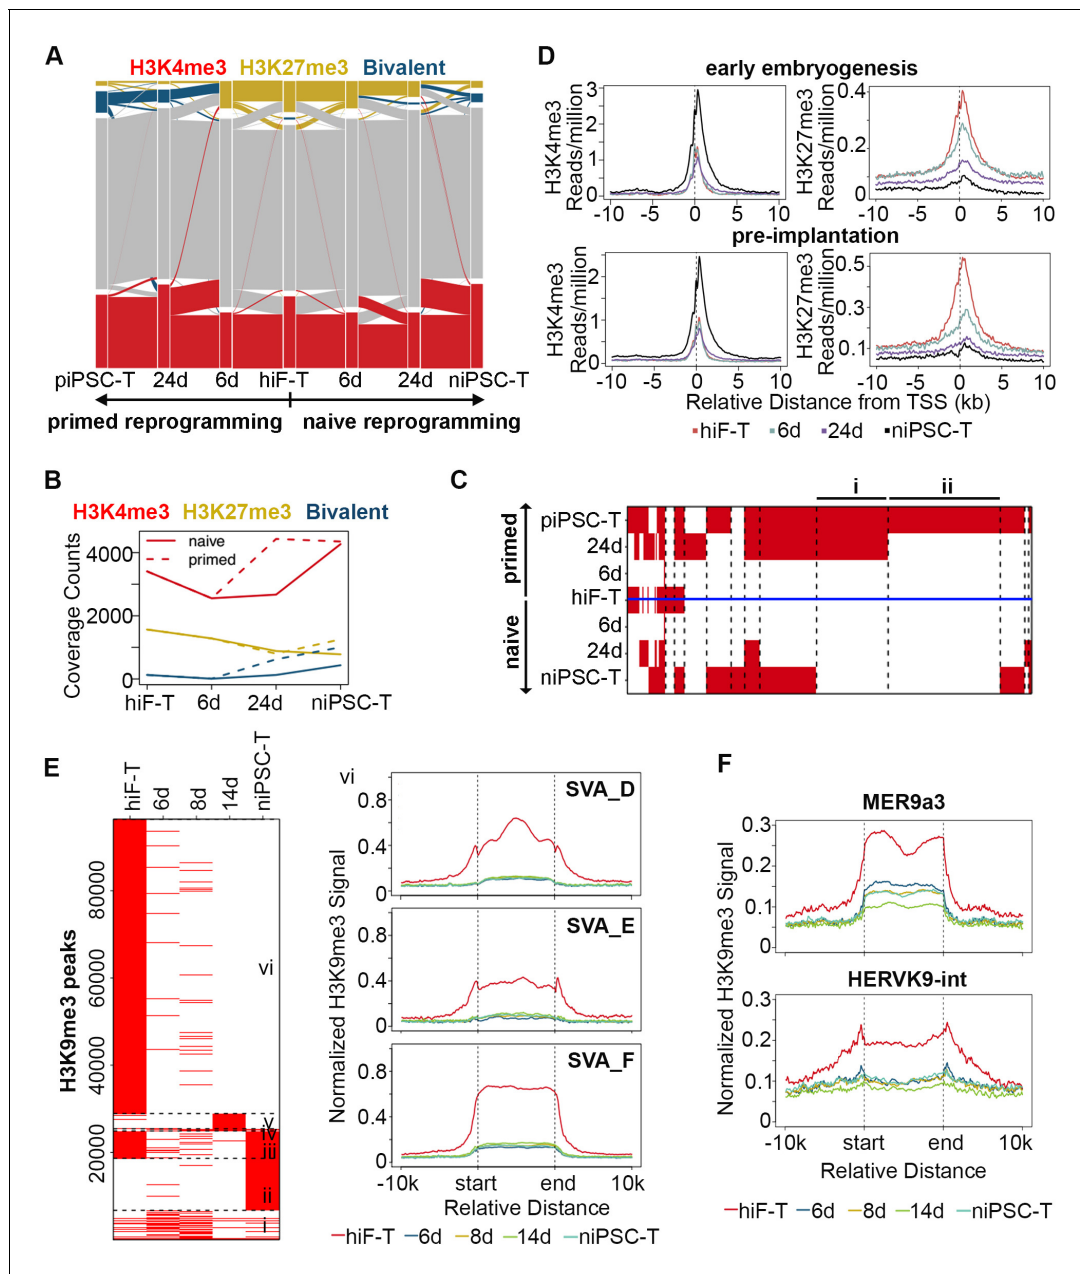 A
H3K4me3 H3K27me3 Bivalent
piPSC-T 24d 6d hiF-T 6d 24d niPSC-T
primed reprogramming naive reprogramming
B
H3K4me3 H3K27me3 Bivalent
naive
primed
Coverage Counts
4000
2000
0
hiF-T 6d 24d niPSC-T
C
i ii
primed
naive
piPSC-T
24d
6d
hiF-T
6d
24d
niPSC-T
D
early embryogenesis
H3K4me3
Reads/million
3
2
1
0
-10 -5 0 5 10
H3K27me3
Reads/million
0.4
0.2
0
-10 -5 0 5 10
pre-implantation
H3K4me3
Reads/million
2
1
0
-10 -5 0 5 10
H3K27me3
Reads/million
0.5
0.3
0.1
-10 -5 0 5 10
Relative Distance from TSS (kb)
hiF-T 6d 24d niPSC-T
E
hiF-T
6d
8d
14d
niPSC-T
H3K9me3 peaks
80000
60000
40000
20000
vi
v
iv
iii
ii
i
vi
Normalized H3K9me3 Signal
SVA_D
0.8
0.4
0
SVA_E
0.8
0.4
0
SVA_F
0.8
0.4
0
-10k start end 10k
Relative Distance
hiF-T 6d 8d 14d niPSC-T
F
Normalized H3K9me3 Signal
MER9a3
0.3
0.2
0.1
0
HERVK9-int
0.3
0.2
0.1
0
-10k start end 10k
Relative Distance
hiF-T 6d 8d 14d niPSC-T